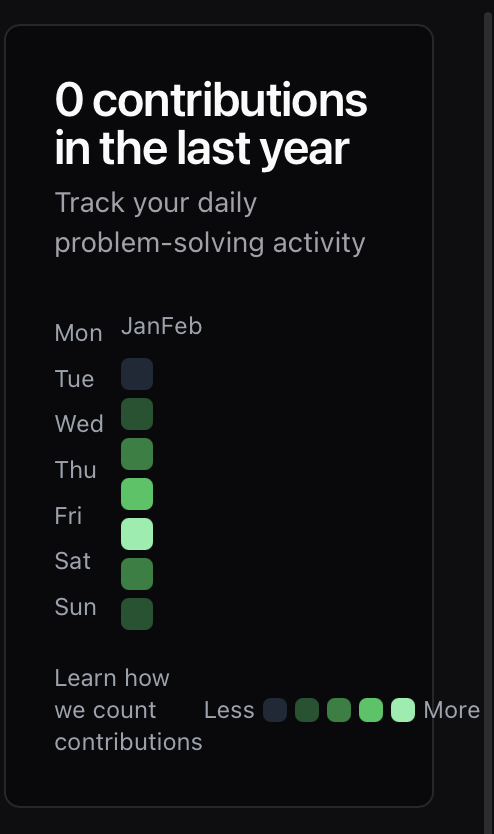 0 contributions
in the last year
Track your daily
problem-solving activity
JanFeb
Mon
Tue
Wed
Thu
Fri
Sat
Sun
Learn how
we count
contributions
Less
More